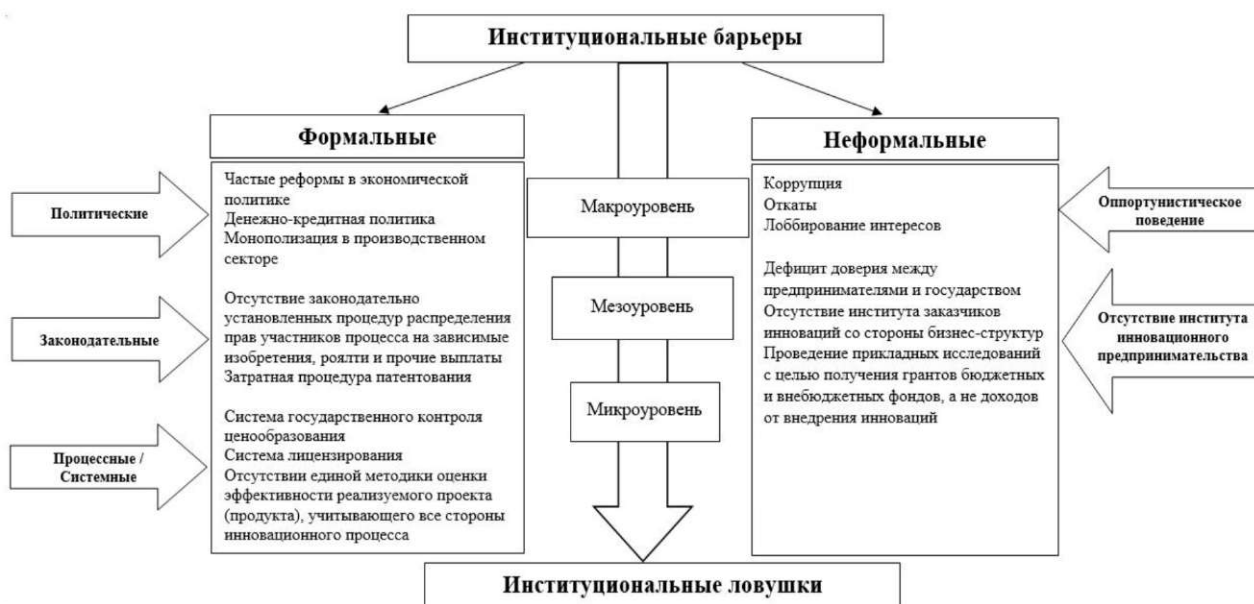 Институциональные барьеры
Формальные
Неформальные
Политические
Частые реформы в экономической
политике
Денежно-кредитная политика
Монополизация в производственном
секторе
Законодательные
Отсутствие законодательно
установленных процедур распределения
прав участников процесса на зависимые
изобретения, роялти и прочие выплаты
Затратная процедура патентования
Процессные /
Системные
Система государственного контроля
ценообразования
Система лицензирования
Отсутствии единой методики оценки
эффективности реализуемого проекта
(продукта), учитывающего все стороны
инновационного процесса
Макроуровень
Мезоуровень
Микроуровень
Коррупция
Откаты
Лоббирование интересов
Оппортунистическое
поведение
Дефицит доверия между
предпринимателями и государством
Отсутствие института заказчиков
инноваций со стороны бизнес-структур
Проведение прикладных исследований
с целью получения грантов бюджетных
и внебюджетных фондов, а не доходов
от внедрения инноваций
Отсутствие института
инновационного
предпринимательства
Институциональные ловушки